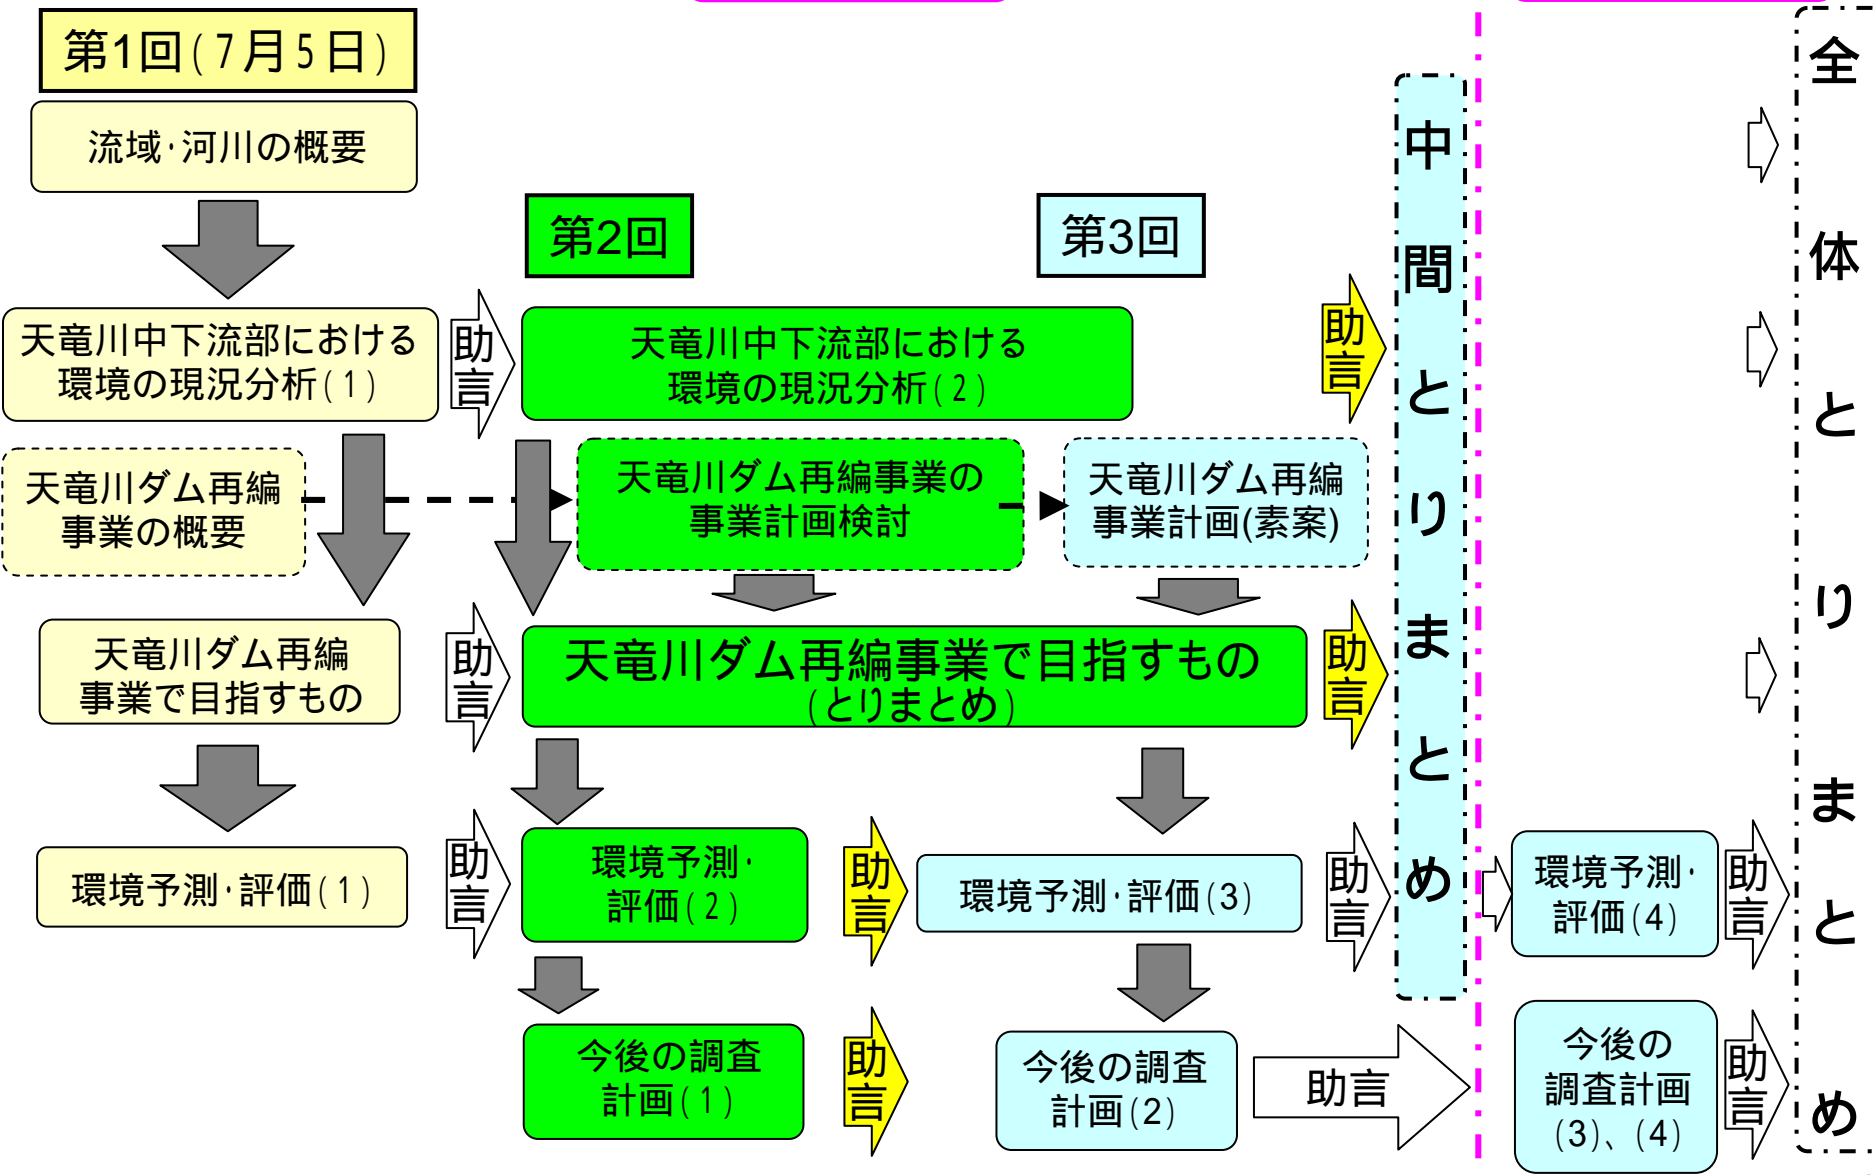 第1回(7月5日)
流域・河川の概要
天竜川中下流部における
環境の現況分析(1)
助言
天竜川ダム再編
事業の概要
天竜川ダム再編
事業で目指すもの
助言
環境予測・評価(1)
助言
第2回
天竜川中下流部における
環境の現況分析(2)
天竜川ダム再編事業の
事業計画検討
天竜川ダム再編事業で目指すもの
(とりまとめ)
環境予測・
評価(2)
助言
今後の調査
計画(1)
助言
第3回
助言
天竜川ダム再編
事業計画(素案)
助言
環境予測・評価(3)
助言
今後の調査
計画(2)
助言
中間とりまとめ
環境予測・
評価(4)
助言
今後の
調査計画
(3)、(4)
助言
全体とりまとめ